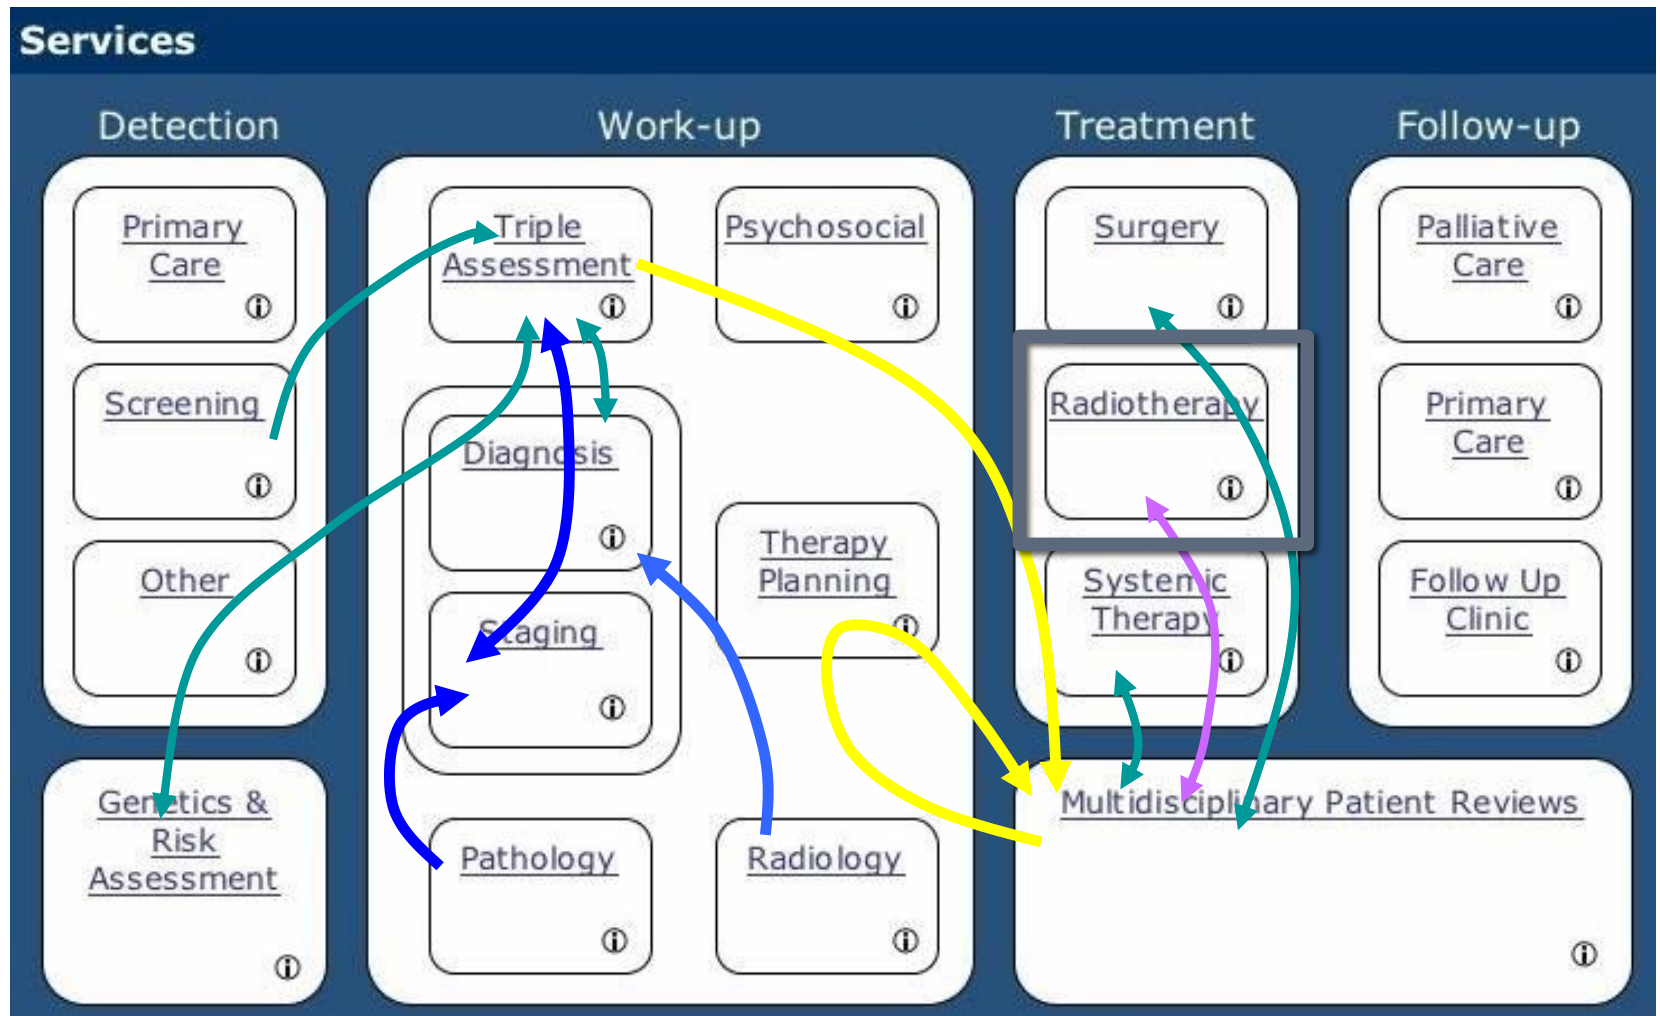 Services
Detection
Work-up
Treatment
Follow-up
Primary
Care
Screening
Other
Genetics &
Risk
Assessment
Triple
Assessment
Psychosocial
Diagnosis
Staging
Therapy
Planning
Pathology
Radiology
Surgery
Radiotherapy
Systemic
Therapy
Palliative
Care
Primary
Care
Follow Up
Clinic
Multidisciplinary Patient Reviews